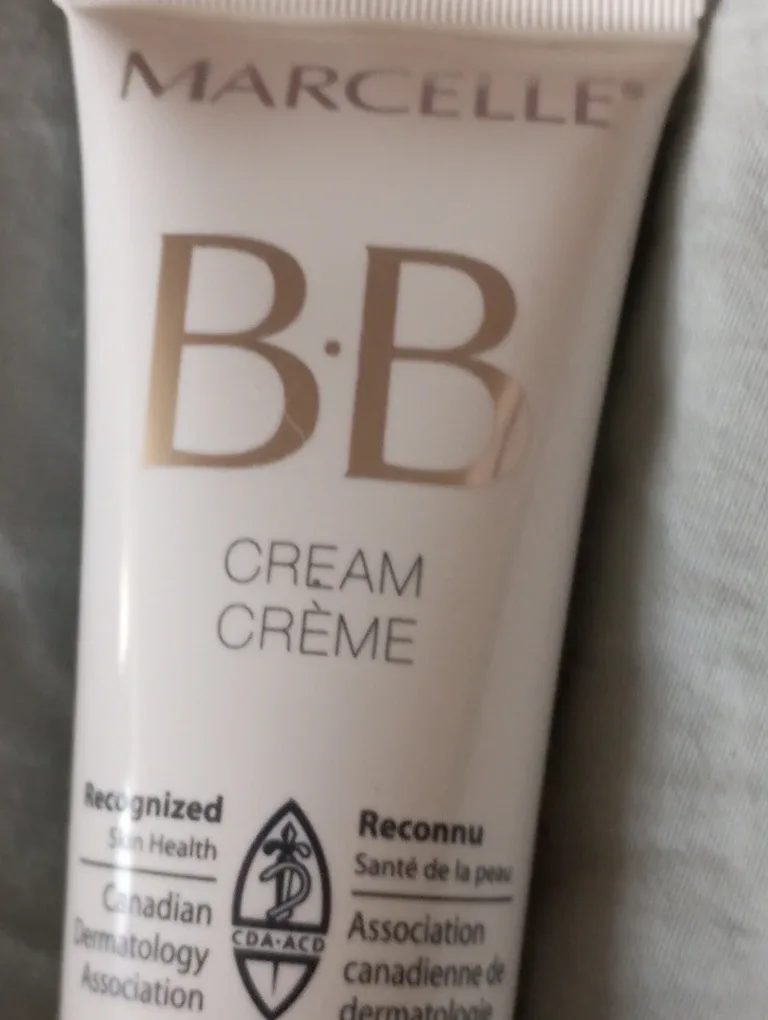 MARCELLE®
B·B
CREAM
CRÈME
Recognized
Skin Health
Canadian
Dermatology
Association
CDA·ACD
Reconnu
Santé de la peau
Association
canadienne de
dermatologie